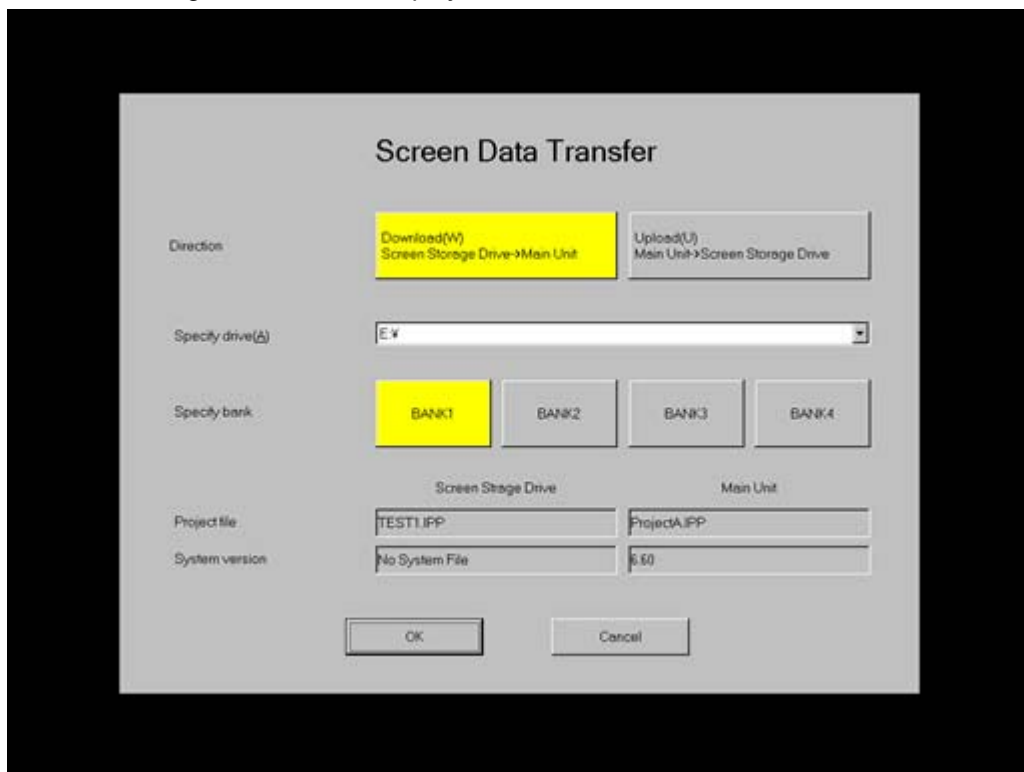 Screen Data Transfer
Direction
Download(W)
Screen Storage Drive->Main Unit
Upload(U)
Main Unit->Screen Storage Drive
Specify drive(A)
E:¥
Specify bank
BANK1
BANK2
BANK3
BANK4
Screen Strage Drive
Main Unit
Project file
TEST1.IPP
ProjectA.IPP
System version
No System File
6.60
OK
Cancel